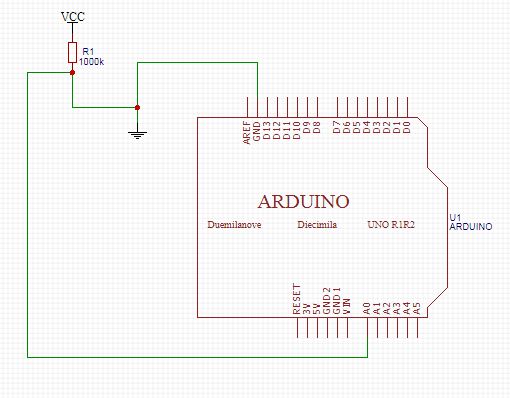 VCC
R1
1000k
AREF
GND
D13
D12
D11
D10
D9
D8
D7
D6
D5
D4
D3
D2
D1
D0
ARDUINO
Duemilanove Diecimila UNO R1R2
U1
ARDUINO
RESET
3V
5V
GND2
GND1
VIN
A0
A1
A2
A3
A4
A5